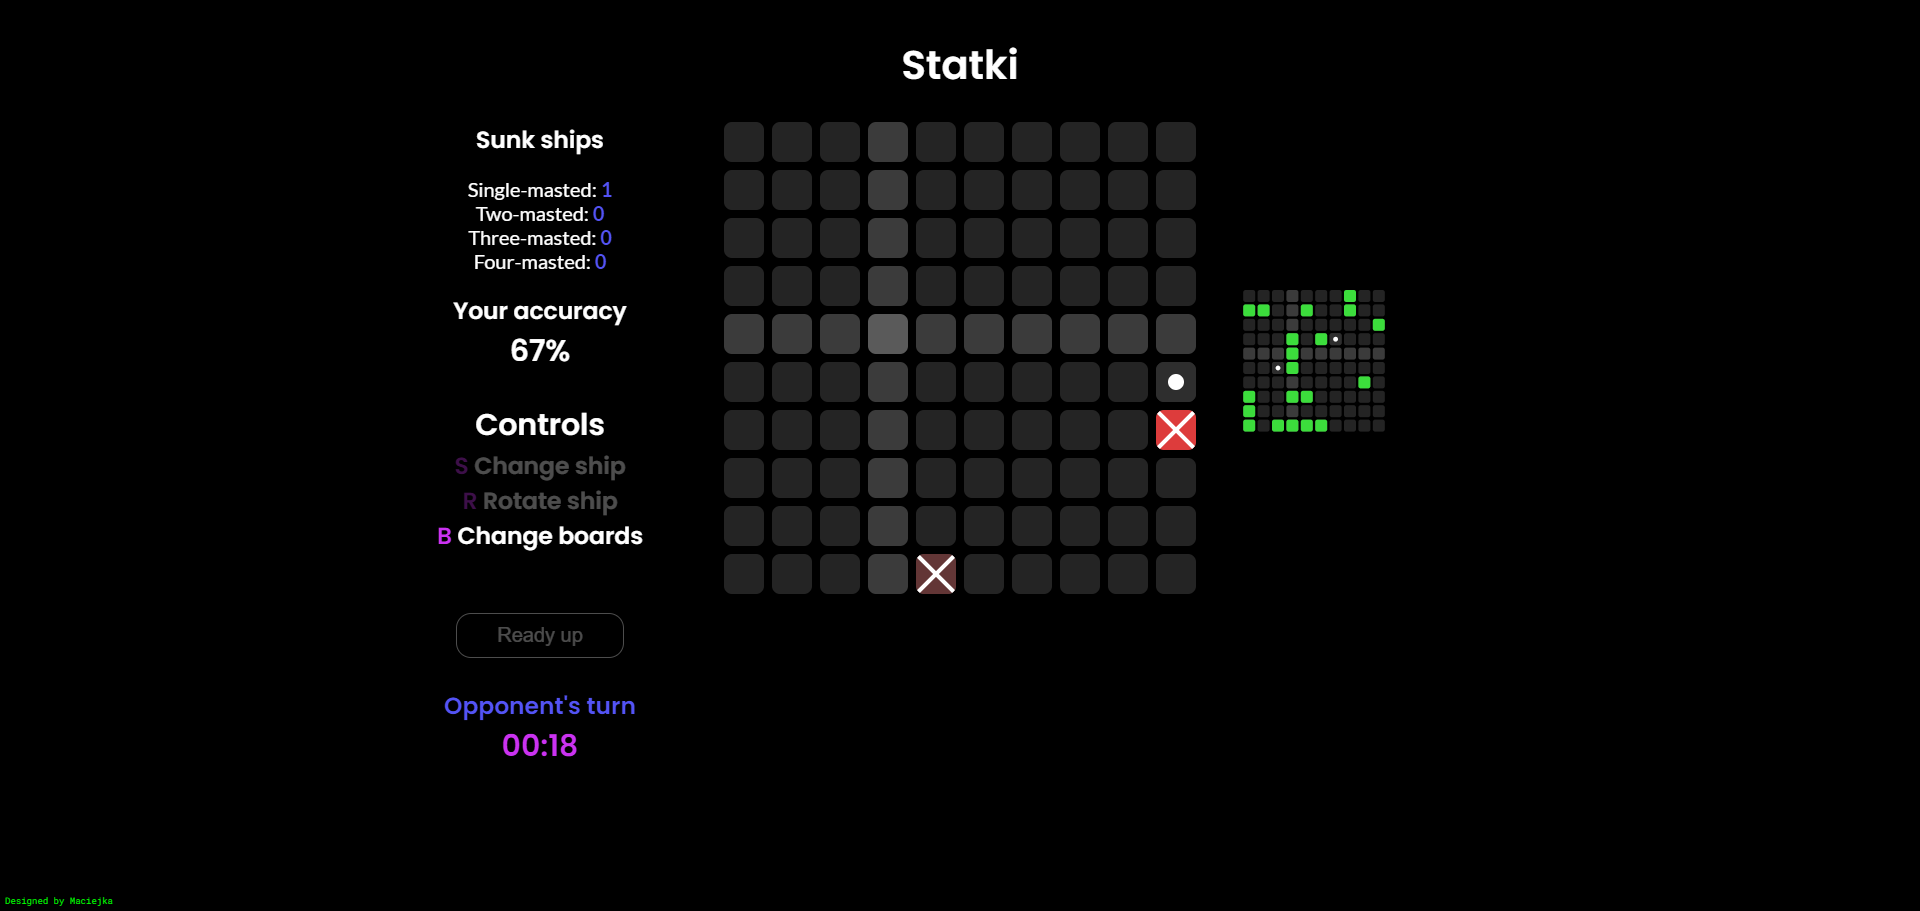 Statki
Sunk ships
Single-masted: 1
Two-masted: 0
Three-masted: 0
Four-masted: 0
Your accuracy
67%
Controls
S Change ship
R Rotate ship
B Change boards
Ready up
Opponent's turn
00:18
Designed by Maciejka